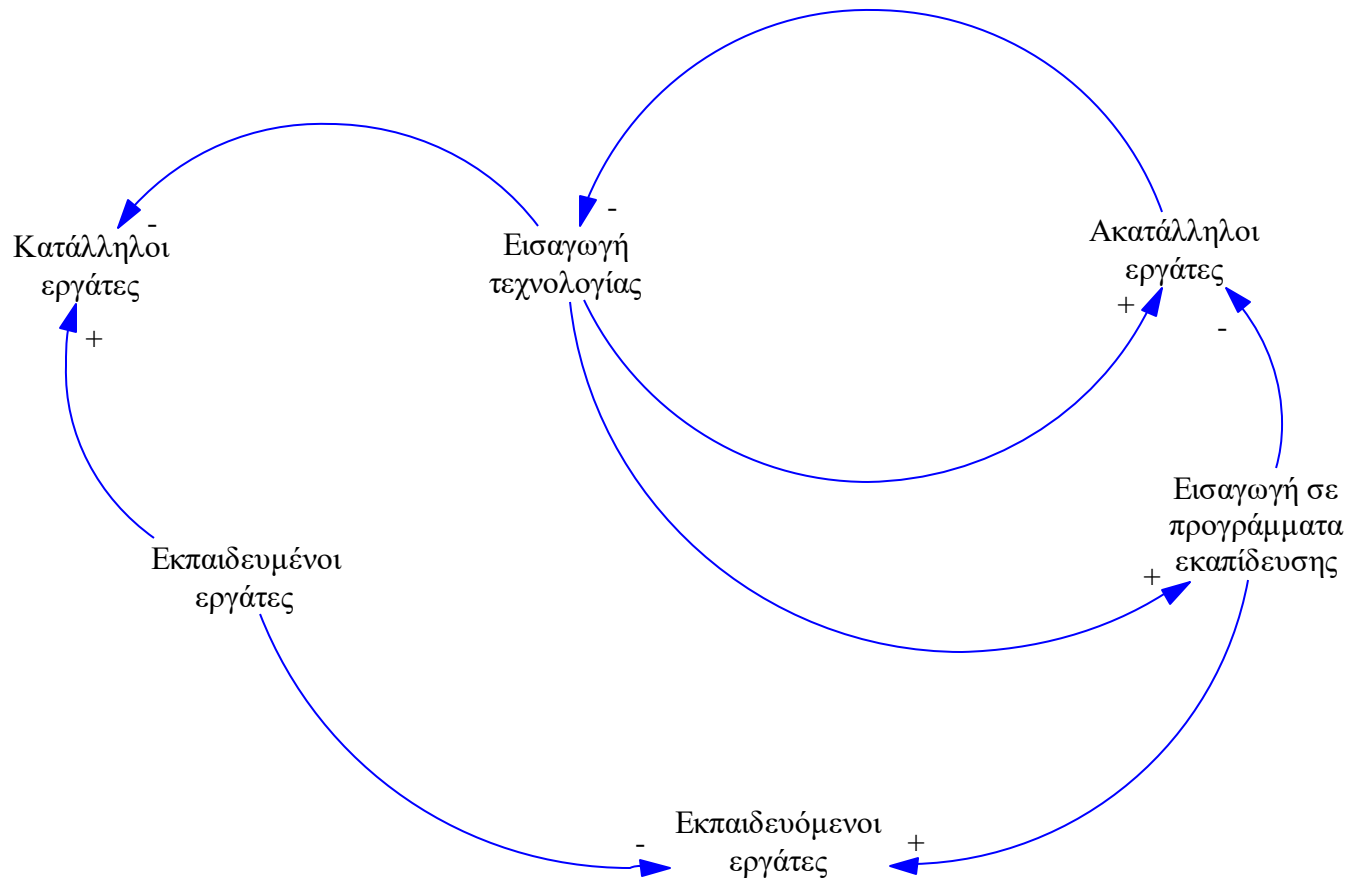 -
-
Κατάλληλοι
εργάτες
Εισαγωγή
τεχνολογίας
Ακατάλληλοι
εργάτες
+
+
-
Εισαγωγή σε
προγράμματα
εκαπίδευσης
Εκπαιδευμένοι
εργάτες
+
Εκπαιδευόμενοι
εργάτες
-
+